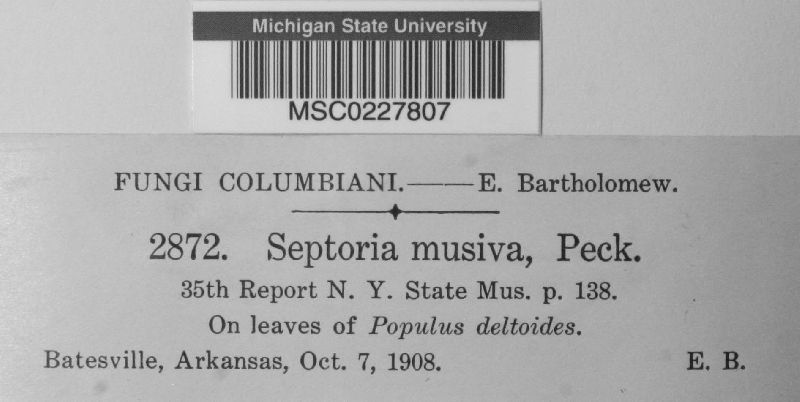 Michigan State University
MSC0227807
FUNGI COLUMBIANI.——E. Bartholomew.
2872. Septoria musiva, Peck.
35th Report N. Y. State Mus. p. 138.
On leaves of Populus deltoides.
Batesville, Arkansas, Oct. 7, 1908. E. B.